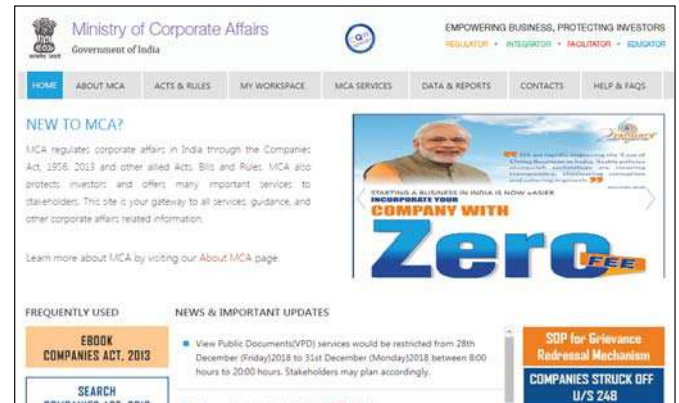 Ministry of Corporate Affairs
Government of India
EMPOWERING BUSINESS, PROTECTING INVESTORS
REGULATOR • INTEGRATOR • FACILITATOR • EDUCATOR
HOME ABOUT MCA ACTS & RULES MY WORKSPACE MCA SERVICES DATA & REPORTS CONTACTS HELP & FAQS
NEW TO MCA?
MCA regulates corporate affairs in India through the Companies
Act, 1956, 2013 and other allied Acts, Bills and Rules. MCA also
protects investors and offers many important services to
stakeholders. This site is your gateway to all services, guidance, and
other corporate affairs related information.
Learn more about MCA by visiting our About MCA page.
STARTING A BUSINESS IN INDIA IS NOW EASIER
INCORPORATE YOUR
COMPANY WITH
Zero
FEE
FREQUENTLY USED
EBOOK
COMPANIES ACT, 2013
SEARCH
NEWS & IMPORTANT UPDATES
View Public Documents(VPD) services would be restricted from 28th
December (Friday)2018 to 31st December (Monday)2018 between 8:00
hours to 20:00 hours. Stakeholders may plan accordingly.
SOP for Grievance
Redressal Mechanism
COMPANIES STRUCK OFF
U/S 248